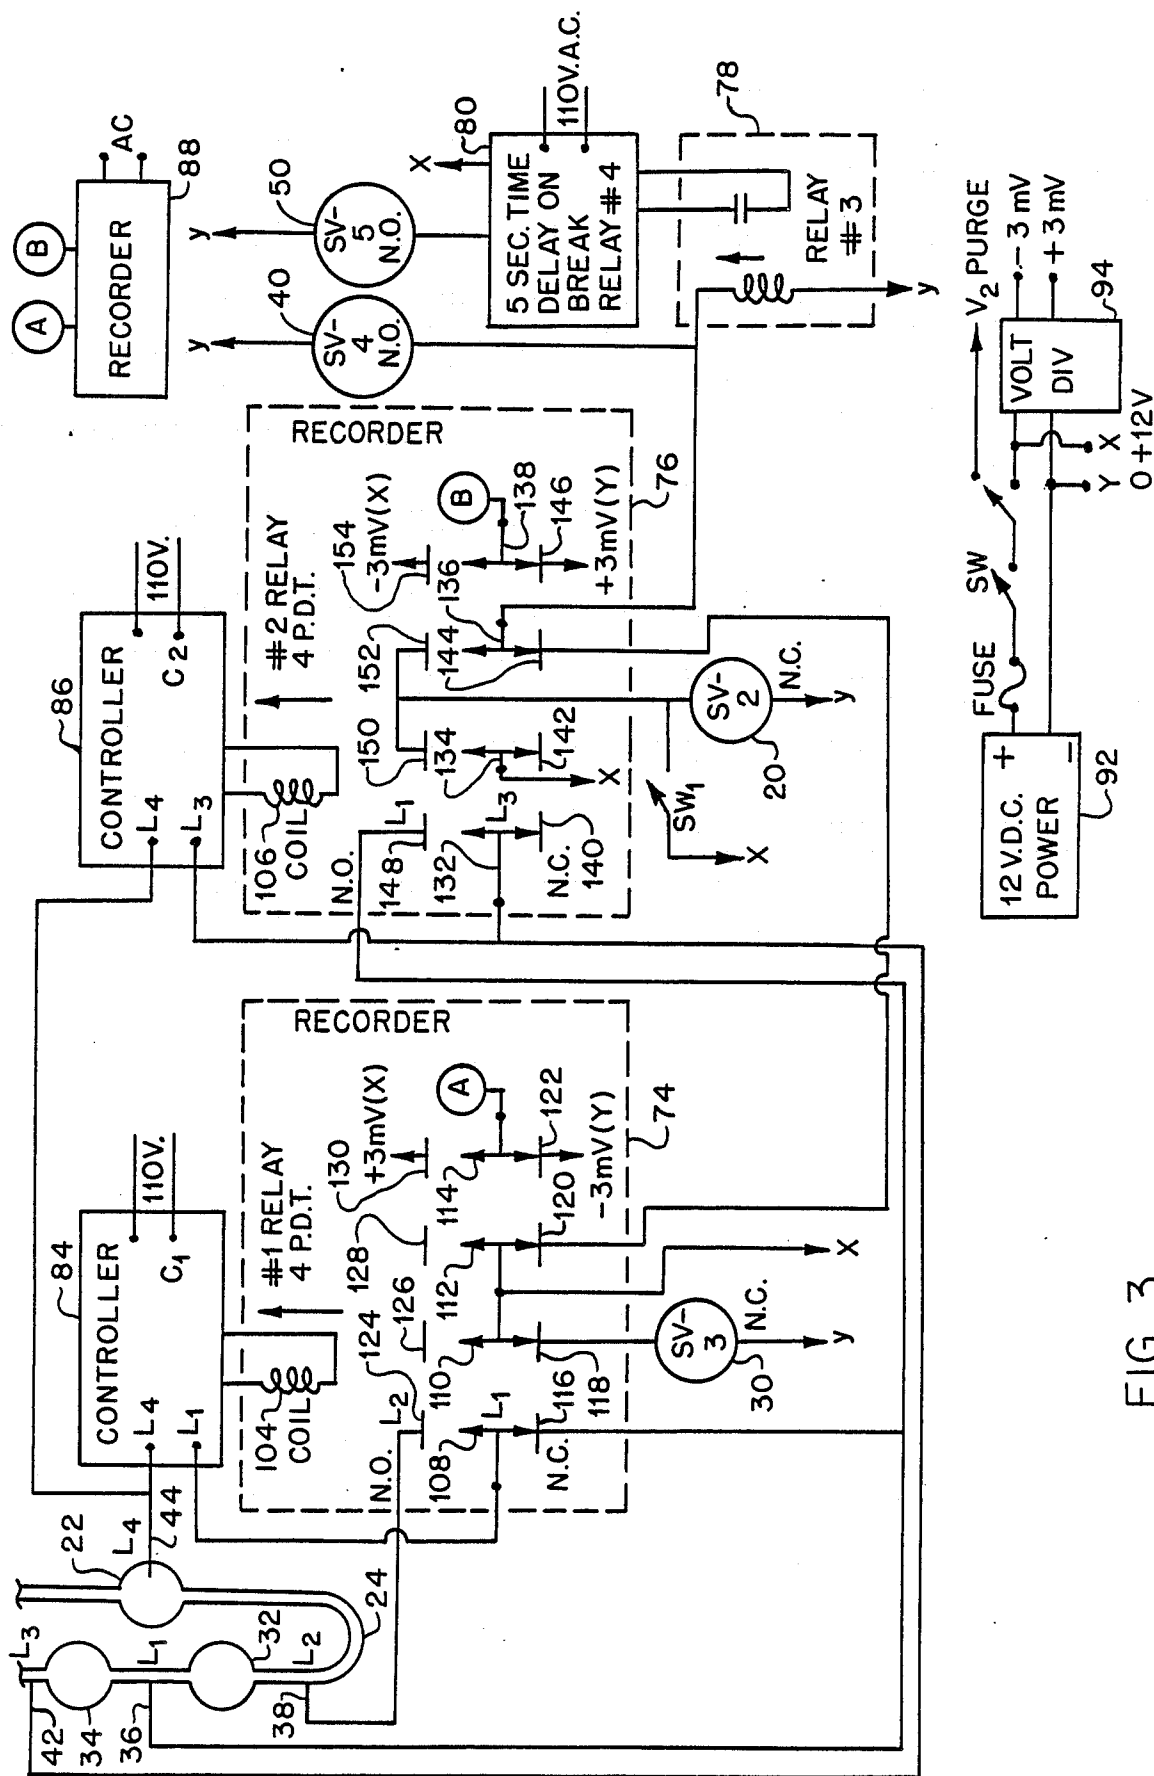 L3
42
34
36
L1
32
L2
38
24
22
L4
44
84
CONTROLLER
L4
L1
C1
110V.
104
COIL
#1 RELAY
4 P.D.T.
RECORDER
N.O.
L2
124
126
128
130
+3mV(X)
108
L1
110
112
114
A
N.C.
116
118
120
122
-3mV(Y)
74
SV-
3
30
N.C.
y
X
86
CONTROLLER
L4
L3
C2
110V.
106
COIL
#2 RELAY
4 P.D.T.
RECORDER
N.O.
L1
148
150
152
154
-3mV(X)
132
L3
134
136
138
B
N.C.
140
142
144
146
+3mV(Y)
76
X
SW1
X
SV-
2
20
N.C.
y
A
B
RECORDER
AC
88
y
SV-
4
N.O.
40
y
SV-
5
N.O.
50
X
80
5 SEC. TIME
DELAY ON
BREAK
RELAY #4
110V.A.C.
78
RELAY
#3
y
12 V.D.C.
POWER
+
−
92
FUSE
SW
V2 PURGE
VOLT
DIV
- 3 mV
+ 3 mV
94
Y X
0 +12V
FIG. 3